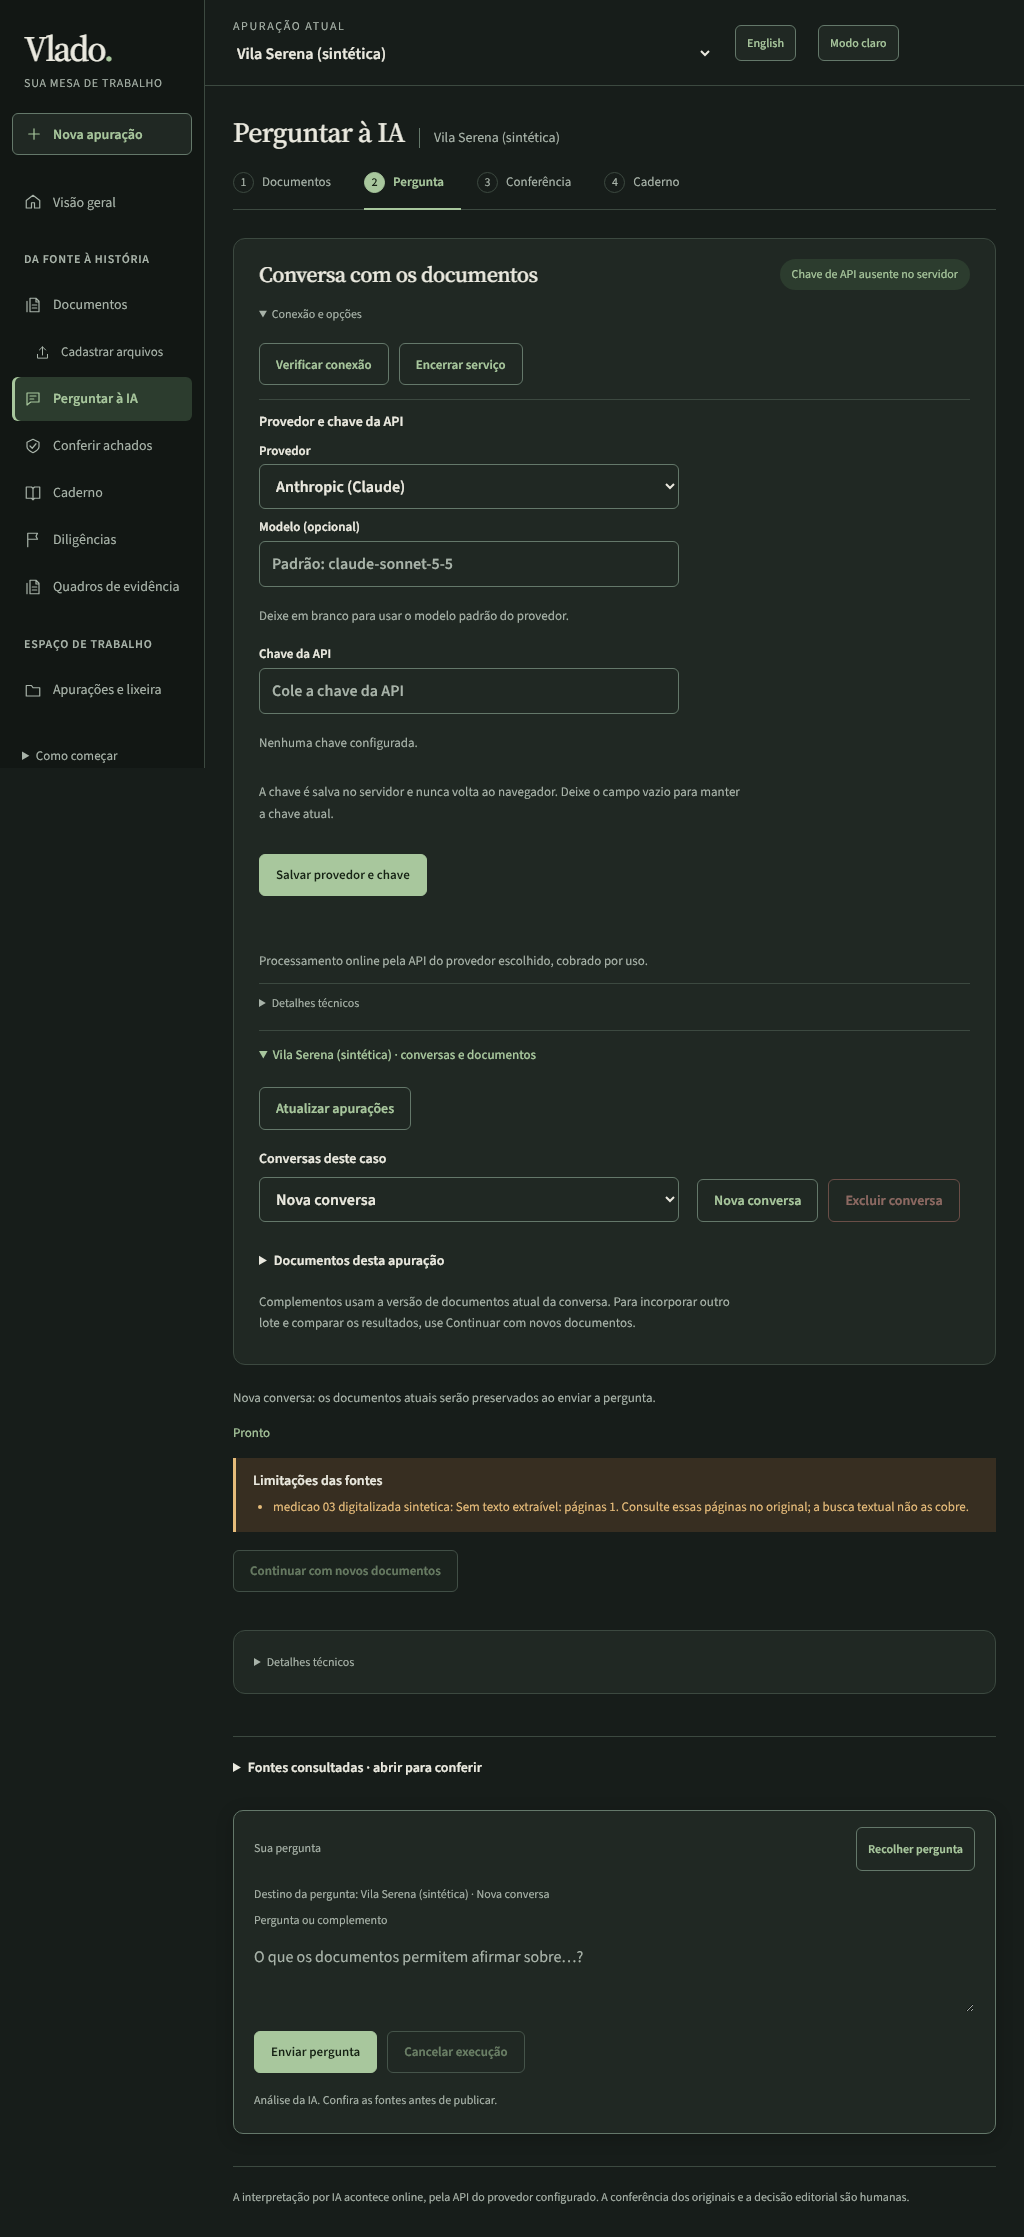 Vlado.
SUA MESA DE TRABALHO
Nova apuração
Visão geral
DA FONTE À HISTÓRIA
Documentos
Cadastrar arquivos
Perguntar à IA
Conferir achados
Caderno
Diligências
Quadros de evidência
ESPAÇO DE TRABALHO
Apurações e lixeira
Como começar
APURAÇÃO ATUAL
Vila Serena (sintética)
English
Modo claro
Perguntar à IA
Vila Serena (sintética)
1 Documentos
2 Pergunta
3 Conferência
4 Caderno
Conversa com os documentos
Chave de API ausente no servidor
Conexão e opções
Verificar conexão
Encerrar serviço
Provedor e chave da API
Provedor
Anthropic (Claude)
Modelo (opcional)
Padrão: claude-sonnet-5-5
Deixe em branco para usar o modelo padrão do provedor.
Chave da API
Cole a chave da API
Nenhuma chave configurada.
A chave é salva no servidor e nunca volta ao navegador. Deixe o campo vazio para manter
a chave atual.
Salvar provedor e chave
Processamento online pela API do provedor escolhido, cobrado por uso.
Detalhes técnicos
Vila Serena (sintética) · conversas e documentos
Atualizar apurações
Conversas deste caso
Nova conversa
Nova conversa
Excluir conversa
Documentos desta apuração
Complementos usam a versão de documentos atual da conversa. Para incorporar outro
lote e comparar os resultados, use Continuar com novos documentos.
Nova conversa: os documentos atuais serão preservados ao enviar a pergunta.
Pronto
Limitações das fontes
• medicao 03 digitalizada sintetica: Sem texto extraível: páginas 1. Consulte essas páginas no original; a busca textual não as cobre.
Continuar com novos documentos
Detalhes técnicos
Fontes consultadas · abrir para conferir
Sua pergunta
Recolher pergunta
Destino da pergunta: Vila Serena (sintética) · Nova conversa
Pergunta ou complemento
O que os documentos permitem afirmar sobre…?
Enviar pergunta
Cancelar execução
Análise da IA. Confira as fontes antes de publicar.
A interpretação por IA acontece online, pela API do provedor configurado. A conferência dos originais e a decisão editorial são humanas.